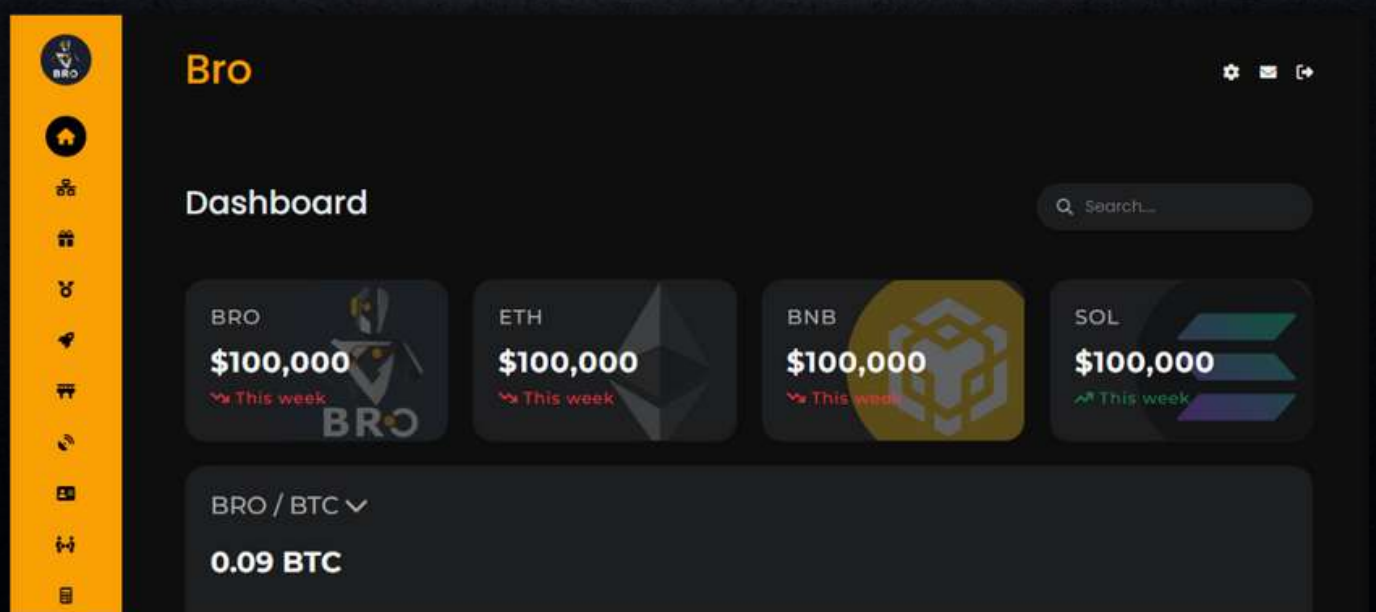 BRO
Bro
Dashboard
Search....
BRO
$100,000
This week
BRO
ETH
$100,000
This week
BNB
$100,000
This week
SOL
$100,000
This week
BRO / BTC
0.09 BTC